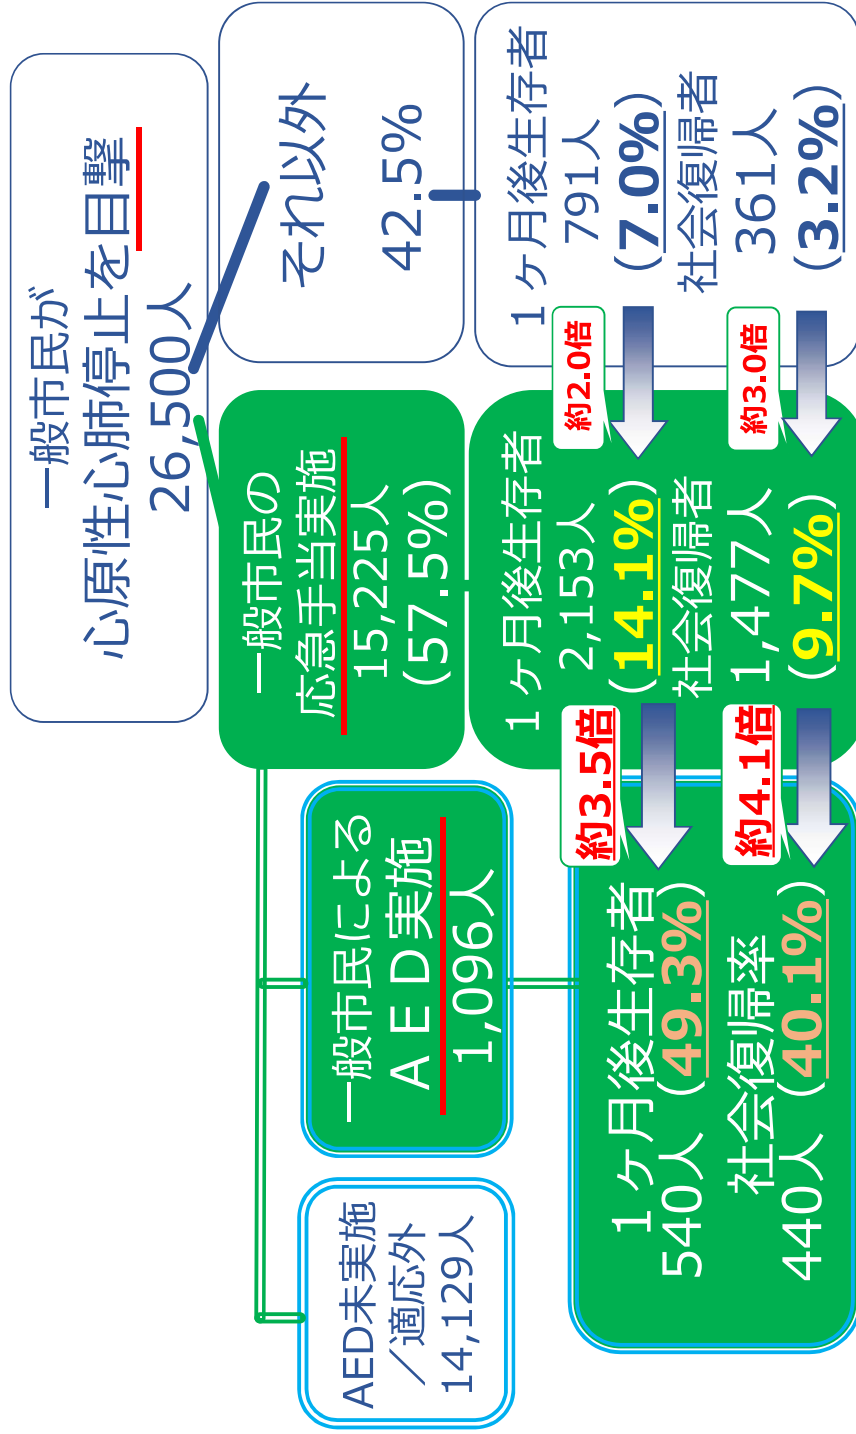 一般市民が
心原性心肺停止を目撃
26,500人
一般市民の
応急手当実施
15,225人
(57.5%)
それ以外
42.5%
一般市民による
ＡＥＤ実施
1,096人
AED未実施
／適応外
14,129人
１ヶ月後生存者
540人 (49.3%)
社会復帰率
440人 (40.1%)
約3.5倍
約4.1倍
１ヶ月後生存者
2,153人
(14.1%)
社会復帰者
1,477人
(9.7%)
約2.0倍
約3.0倍
１ヶ月後生存者
791人
(7.0%)
社会復帰者
361人
(3.2%)